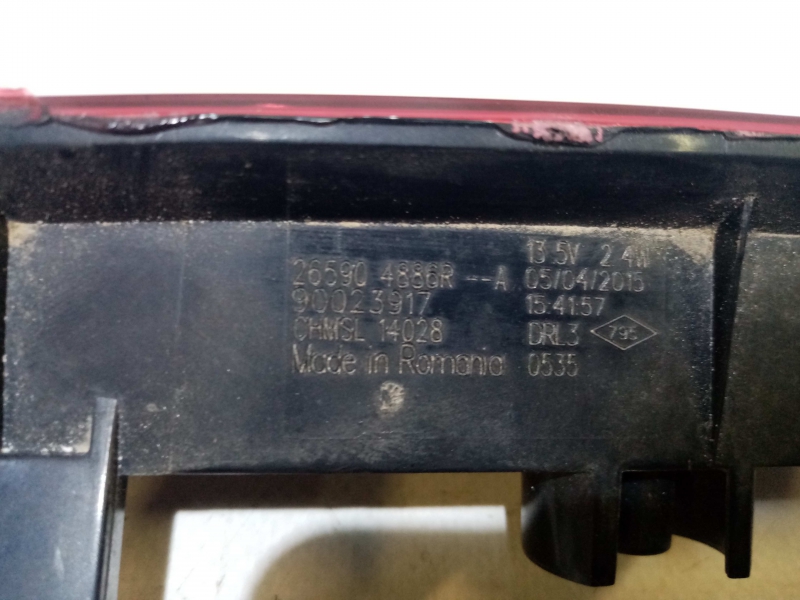 26590 4886R --A
90023917
CHMSL 14028
Made in Romania
13.5V 2.4W
05/04/2015
15:41:57
DRL3 795
0535